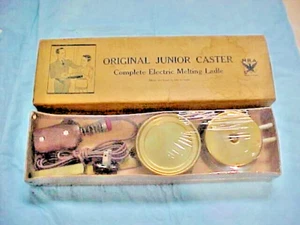 ORIGINAL JUNIOR CASTER
Complete Electric Melting Ladle